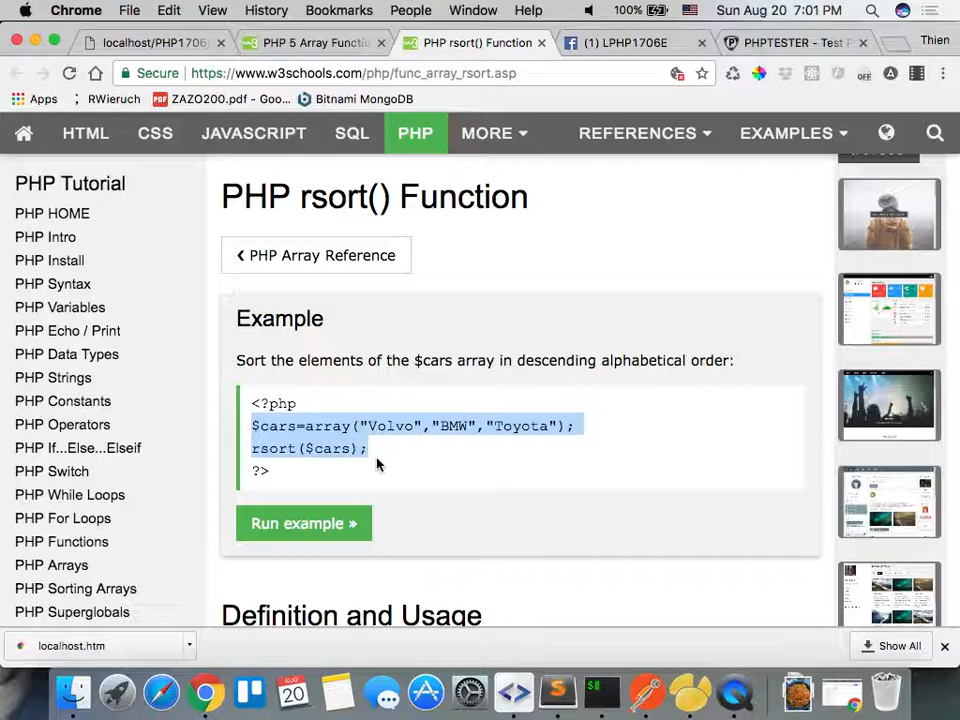 Chrome File Edit View History Bookmarks People Window Help 100% Sun Aug 20 7:01 PM
localhost/PHP1706 PHP 5 Array Functio PHP rsort() Function (1) LPHP1706E PHPTESTER - Test P Thien
Secure https://www.w3schools.com/php/func_array_rsort.asp
Apps RWieruch ZAZO200.pdf - Goo... Bitnami MongoDB
HTML CSS JAVASCRIPT SQL PHP MORE REFERENCES EXAMPLES
PHP Tutorial
PHP HOME
PHP Intro
PHP Install
PHP Syntax
PHP Variables
PHP Echo / Print
PHP Data Types
PHP Strings
PHP Constants
PHP Operators
PHP If...Else...Elseif
PHP Switch
PHP While Loops
PHP For Loops
PHP Functions
PHP Arrays
PHP Sorting Arrays
PHP Superglobals
PHP rsort() Function
❮ PHP Array Reference
Example
Sort the elements of the $cars array in descending alphabetical order:
<?php
$cars=array("Volvo","BMW","Toyota");
rsort($cars);
?>
Run example »
Definition and Usage
localhost.htm Show All
AUG
20